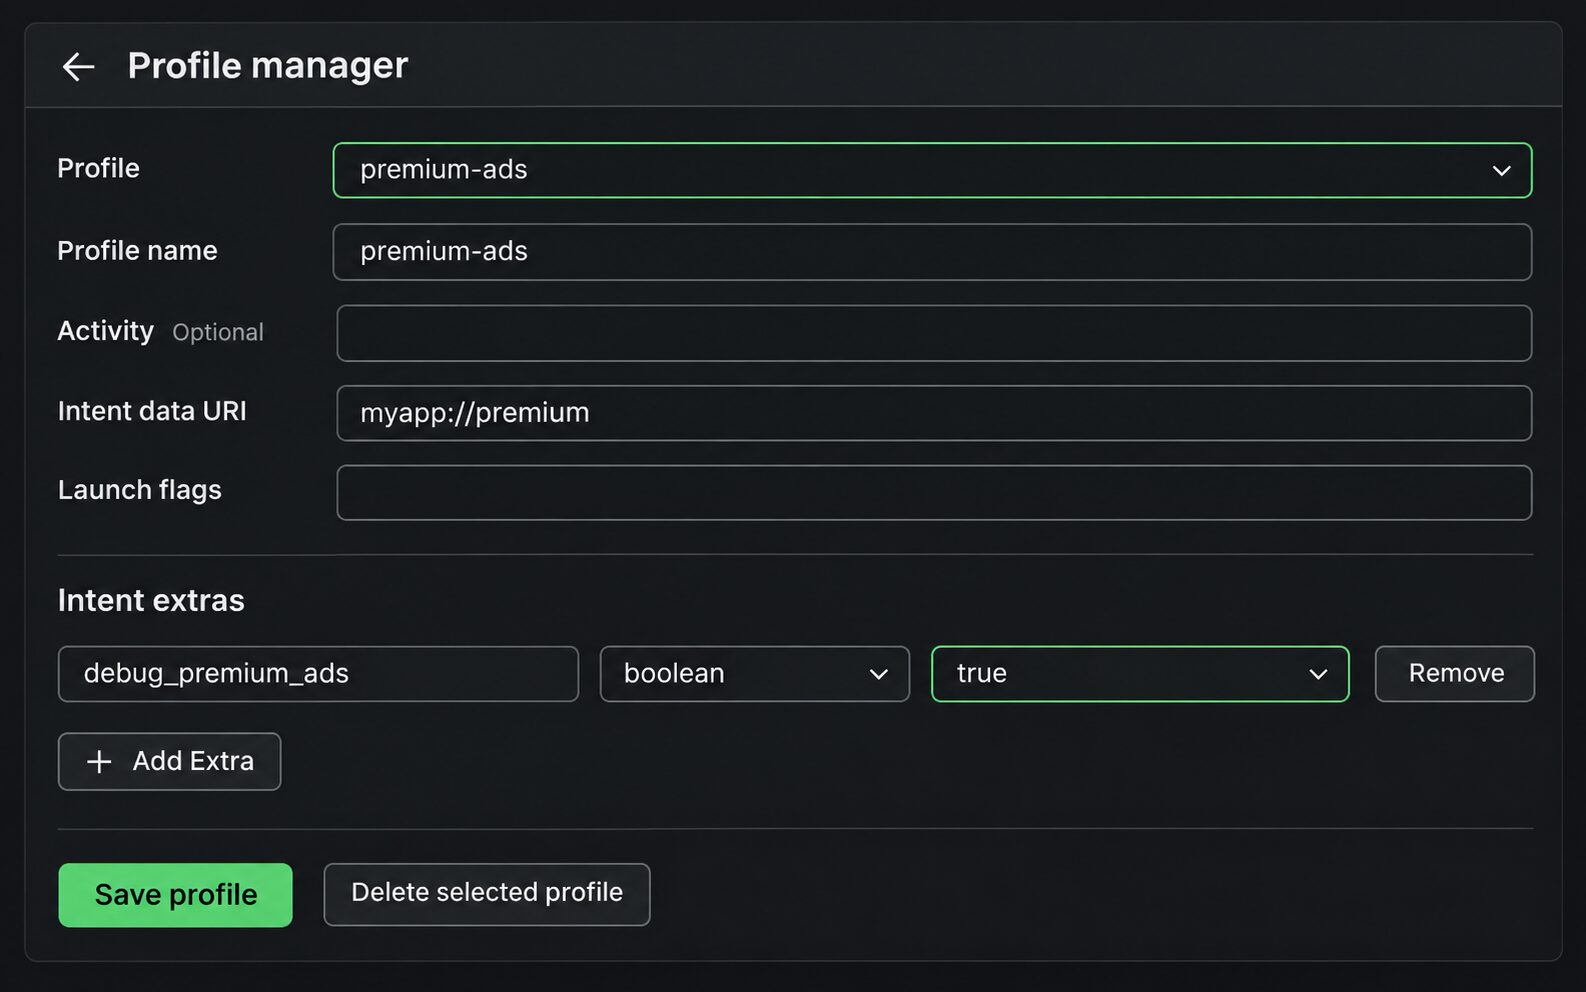 Profile manager
Profile
premium-ads
Profile name
premium-ads
Activity Optional
Intent data URI
myapp://premium
Launch flags
Intent extras
debug_premium_ads
boolean
true
Remove
+ Add Extra
Save profile
Delete selected profile